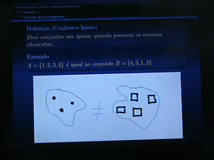 Definição (Conjuntos Iguais)
Dois conjuntos são iguais, quando possuem os mesmos
elementos.
Exemplo
A = {1, 2, 3, 4} é igual ao conjunto B = {4, 3, 1, 2}
≠